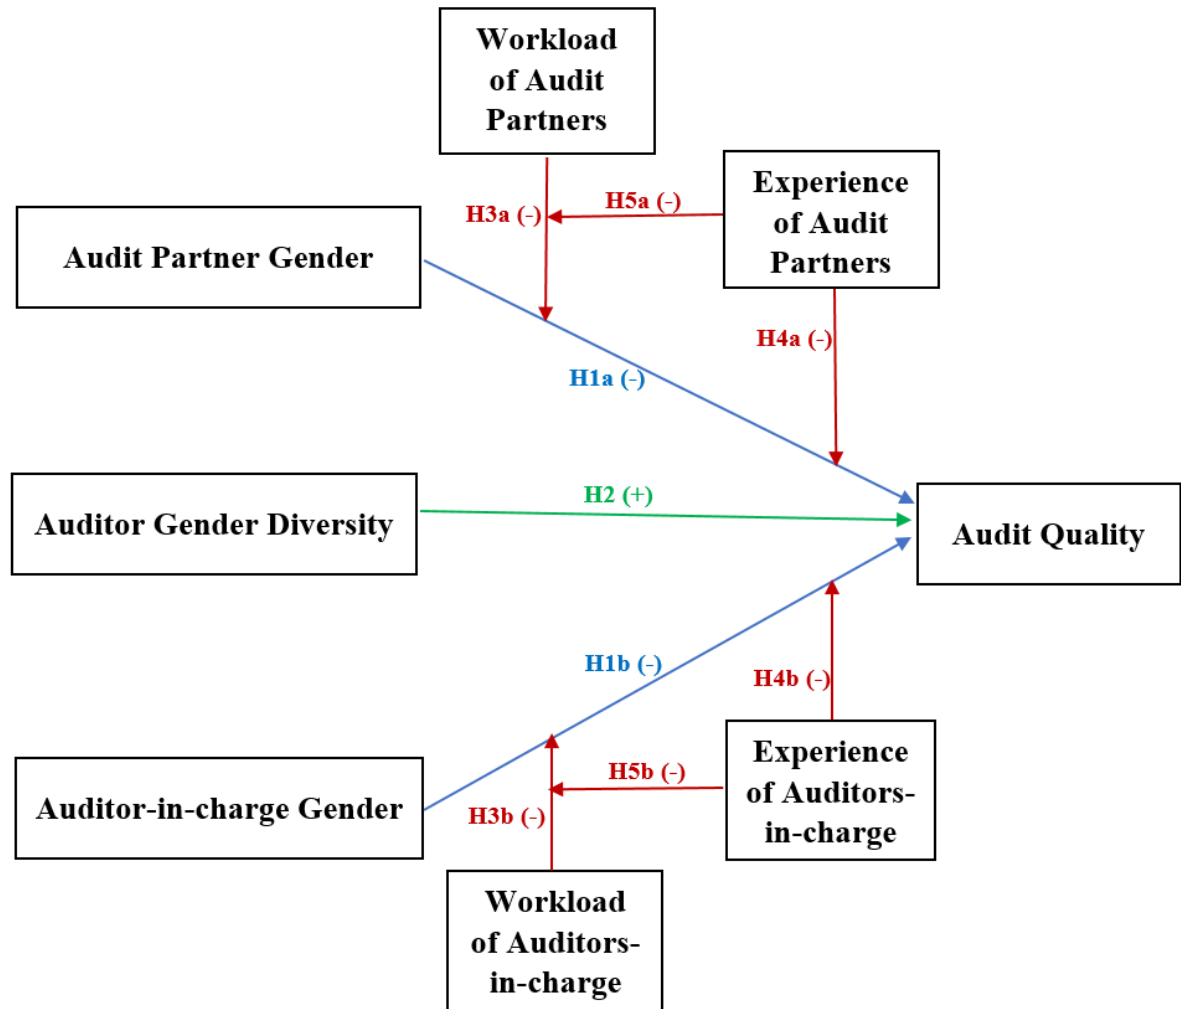 Workload
of Audit
Partners
Experience
of Audit
Partners
H5a (-)
H3a (-)
Audit Partner Gender
H4a (-)
H1a (-)
Auditor Gender Diversity
H2 (+)
Audit Quality
H1b (-)
H4b (-)
Auditor-in-charge Gender
H5b (-)
H3b (-)
Experience
of Auditors-
in-charge
Workload
of Auditors-
in-charge